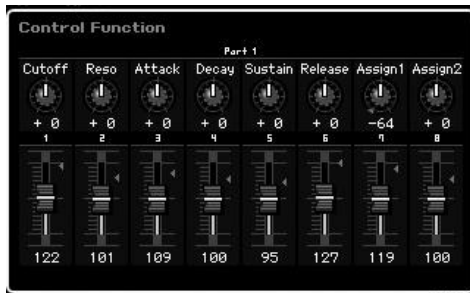 Control Function
Part 1
Cutoff Reso Attack Decay Sustain Release Assign1 Assign2
+ 0 + 0 + 0 + 0 + 0 + 0 -64 + 0
1 2 3 4 5 6 7 8
122 101 109 100 95 127 119 100